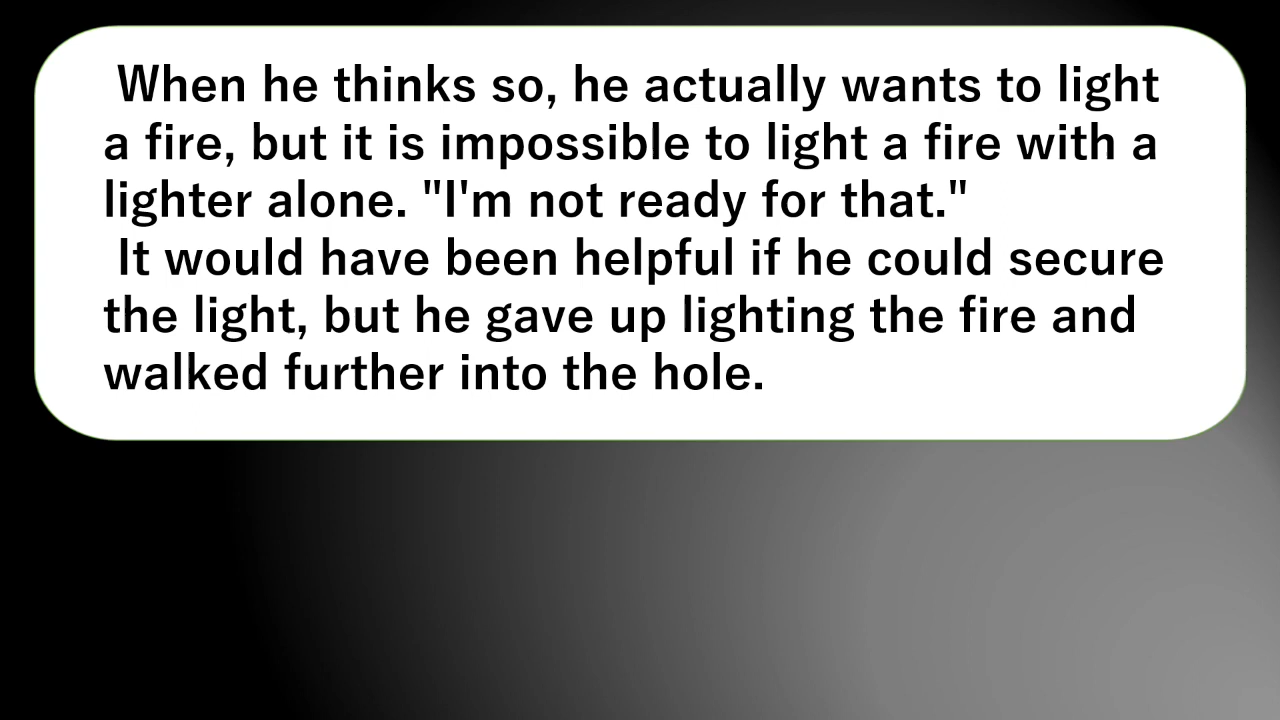 When he thinks so, he actually wants to light
a fire, but it is impossible to light a fire with a
lighter alone. "I'm not ready for that."
It would have been helpful if he could secure
the light, but he gave up lighting the fire and
walked further into the hole.